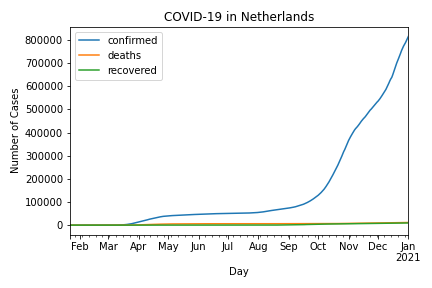 COVID-19 in Netherlands
confirmed
deaths
recovered
Number of Cases
800000
700000
600000
500000
400000
300000
200000
100000
0
Feb Mar Apr May Jun Jul Aug Sep Oct Nov Dec Jan
2021
Day